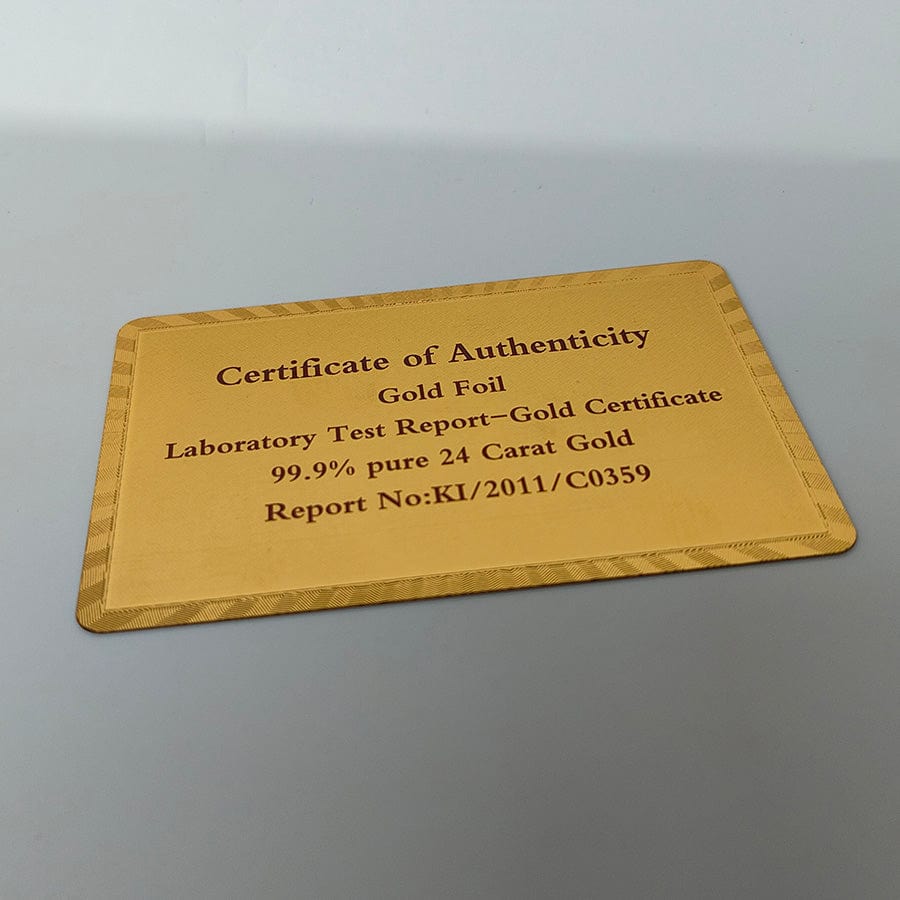 Certificate of Authenticity
Gold Foil
Laboratory Test Report-Gold Certificate
99.9% pure 24 Carat Gold
Report No:KI/2011/C0359